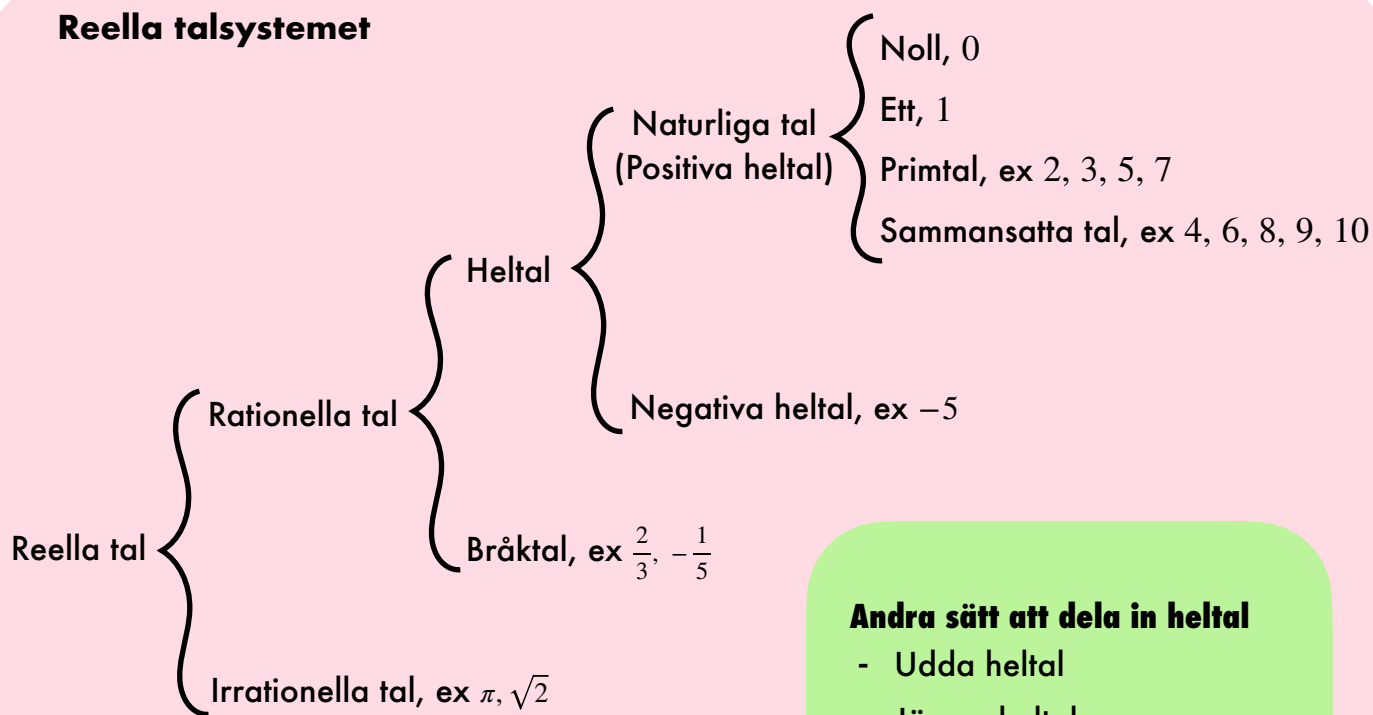 Reella talsystemet
Noll, 0
Ett, 1
Naturliga tal
(Positiva heltal)
Primtal, ex 2, 3, 5, 7
Sammansatta tal, ex 4, 6, 8, 9, 10
Heltal
Negativa heltal, ex −5
Rationella tal
Reella tal
Bråktal, ex 2/3, −1/5
Irrationella tal, ex π, √2
Andra sätt att dela in heltal
- Udda heltal